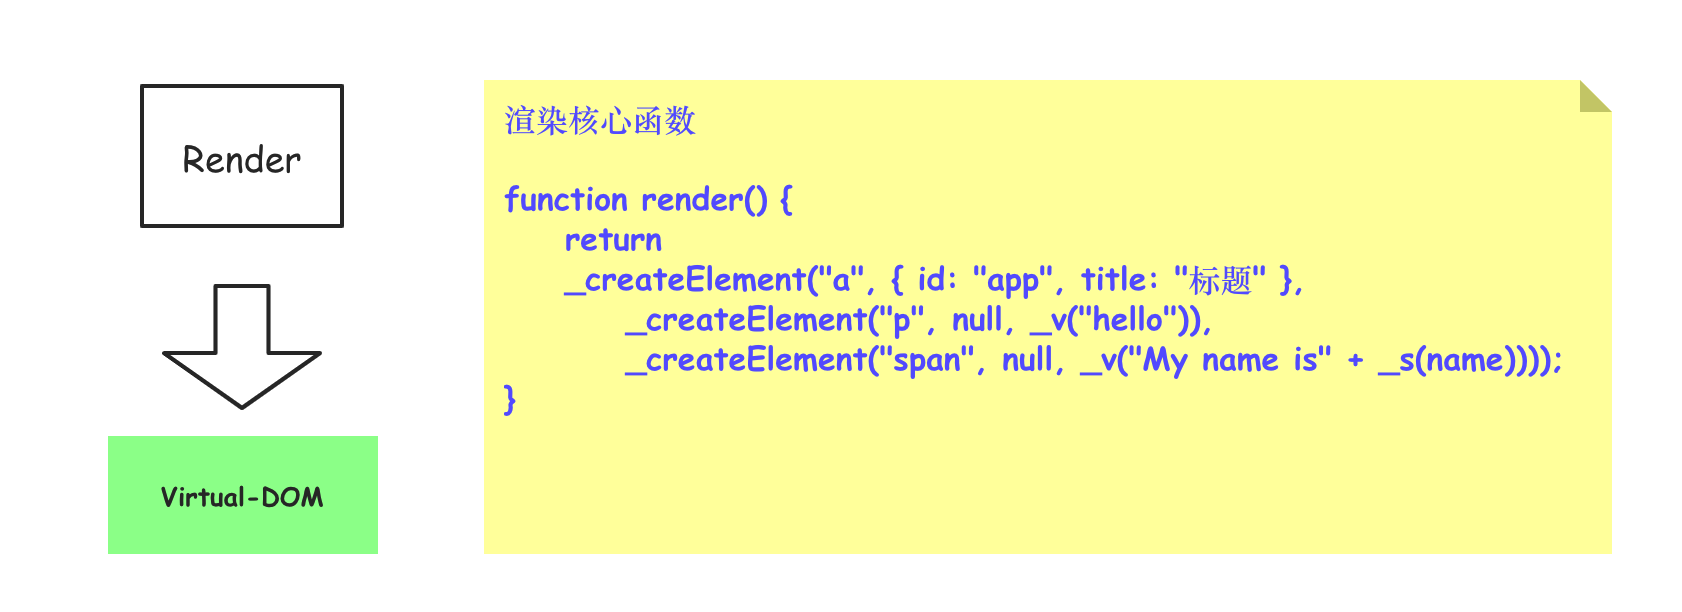 Render
Virtual-DOM
渲染核心函数
function render() {
return
_createElement("a", { id: "app", title: "标题" },
_createElement("p", null, _v("hello")),
_createElement("span", null, _v("My name is" + _s(name))));
}